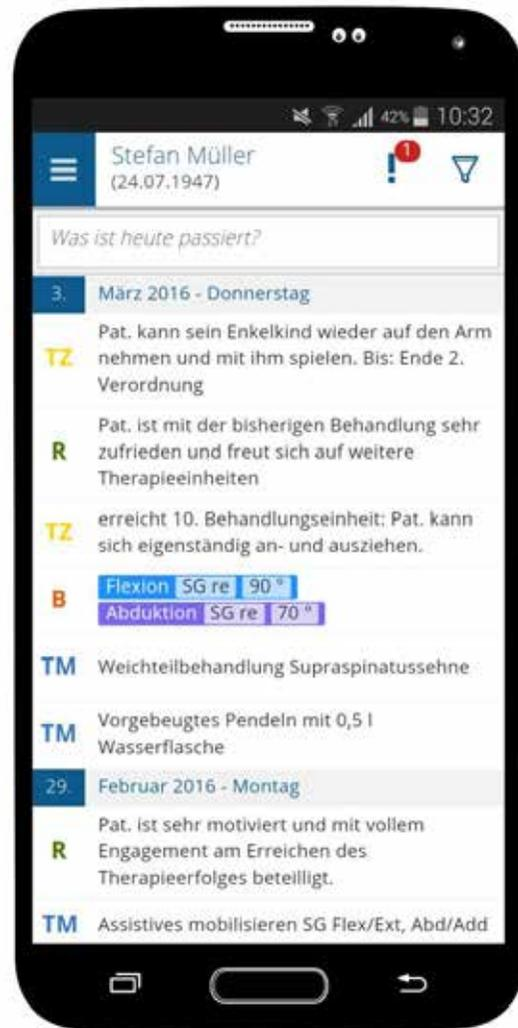 42% 10:32
Stefan Müller
(24.07.1947)
! 1
Was ist heute passiert?
3. März 2016 - Donnerstag
Pat. kann sein Enkelkind wieder auf den Arm
TZ nehmen und mit ihm spielen. Bis: Ende 2.
Verordnung
Pat. ist mit der bisherigen Behandlung sehr
R zufrieden und freut sich auf weitere
Therapieeinheiten
TZ erreicht 10. Behandlungseinheit: Pat. kann
sich eigenständig an- und ausziehen.
B Flexion SG re 90 °
Abduktion SG re 70 °
TM Weichteilbehandlung Supraspinatussehne
TM Vorgebeugtes Pendeln mit 0,5 l
Wasserflasche
29. Februar 2016 - Montag
Pat. ist sehr motiviert und mit vollem
R Engagement am Erreichen des
Therapieerfolges beteiligt.
TM Assistives mobilisieren SG Flex/Ext, Abd/Add